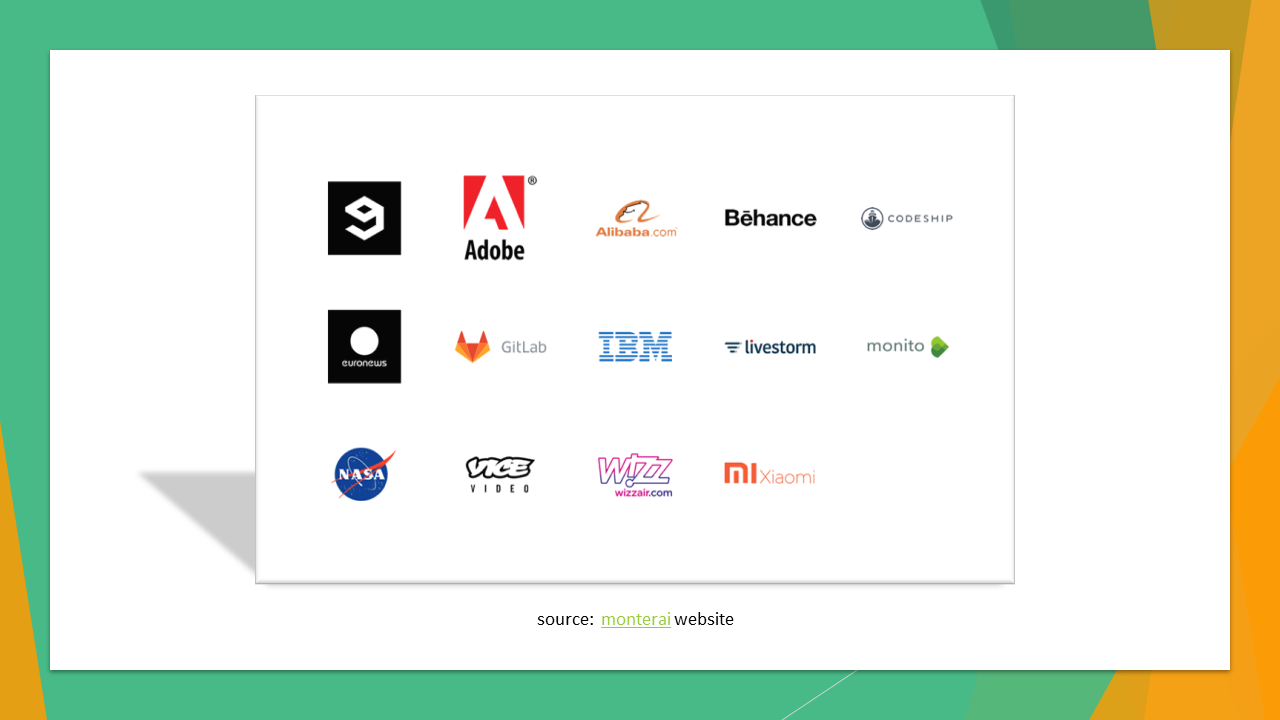 9
Adobe®
Alibaba.com
Bēhance
CODESHIP
euronews
GitLab
IBM
livestorm
monito
NASA
VICE
VIDEO
WIZZ
wizzair.com
mi Xiaomi
source: monterai website